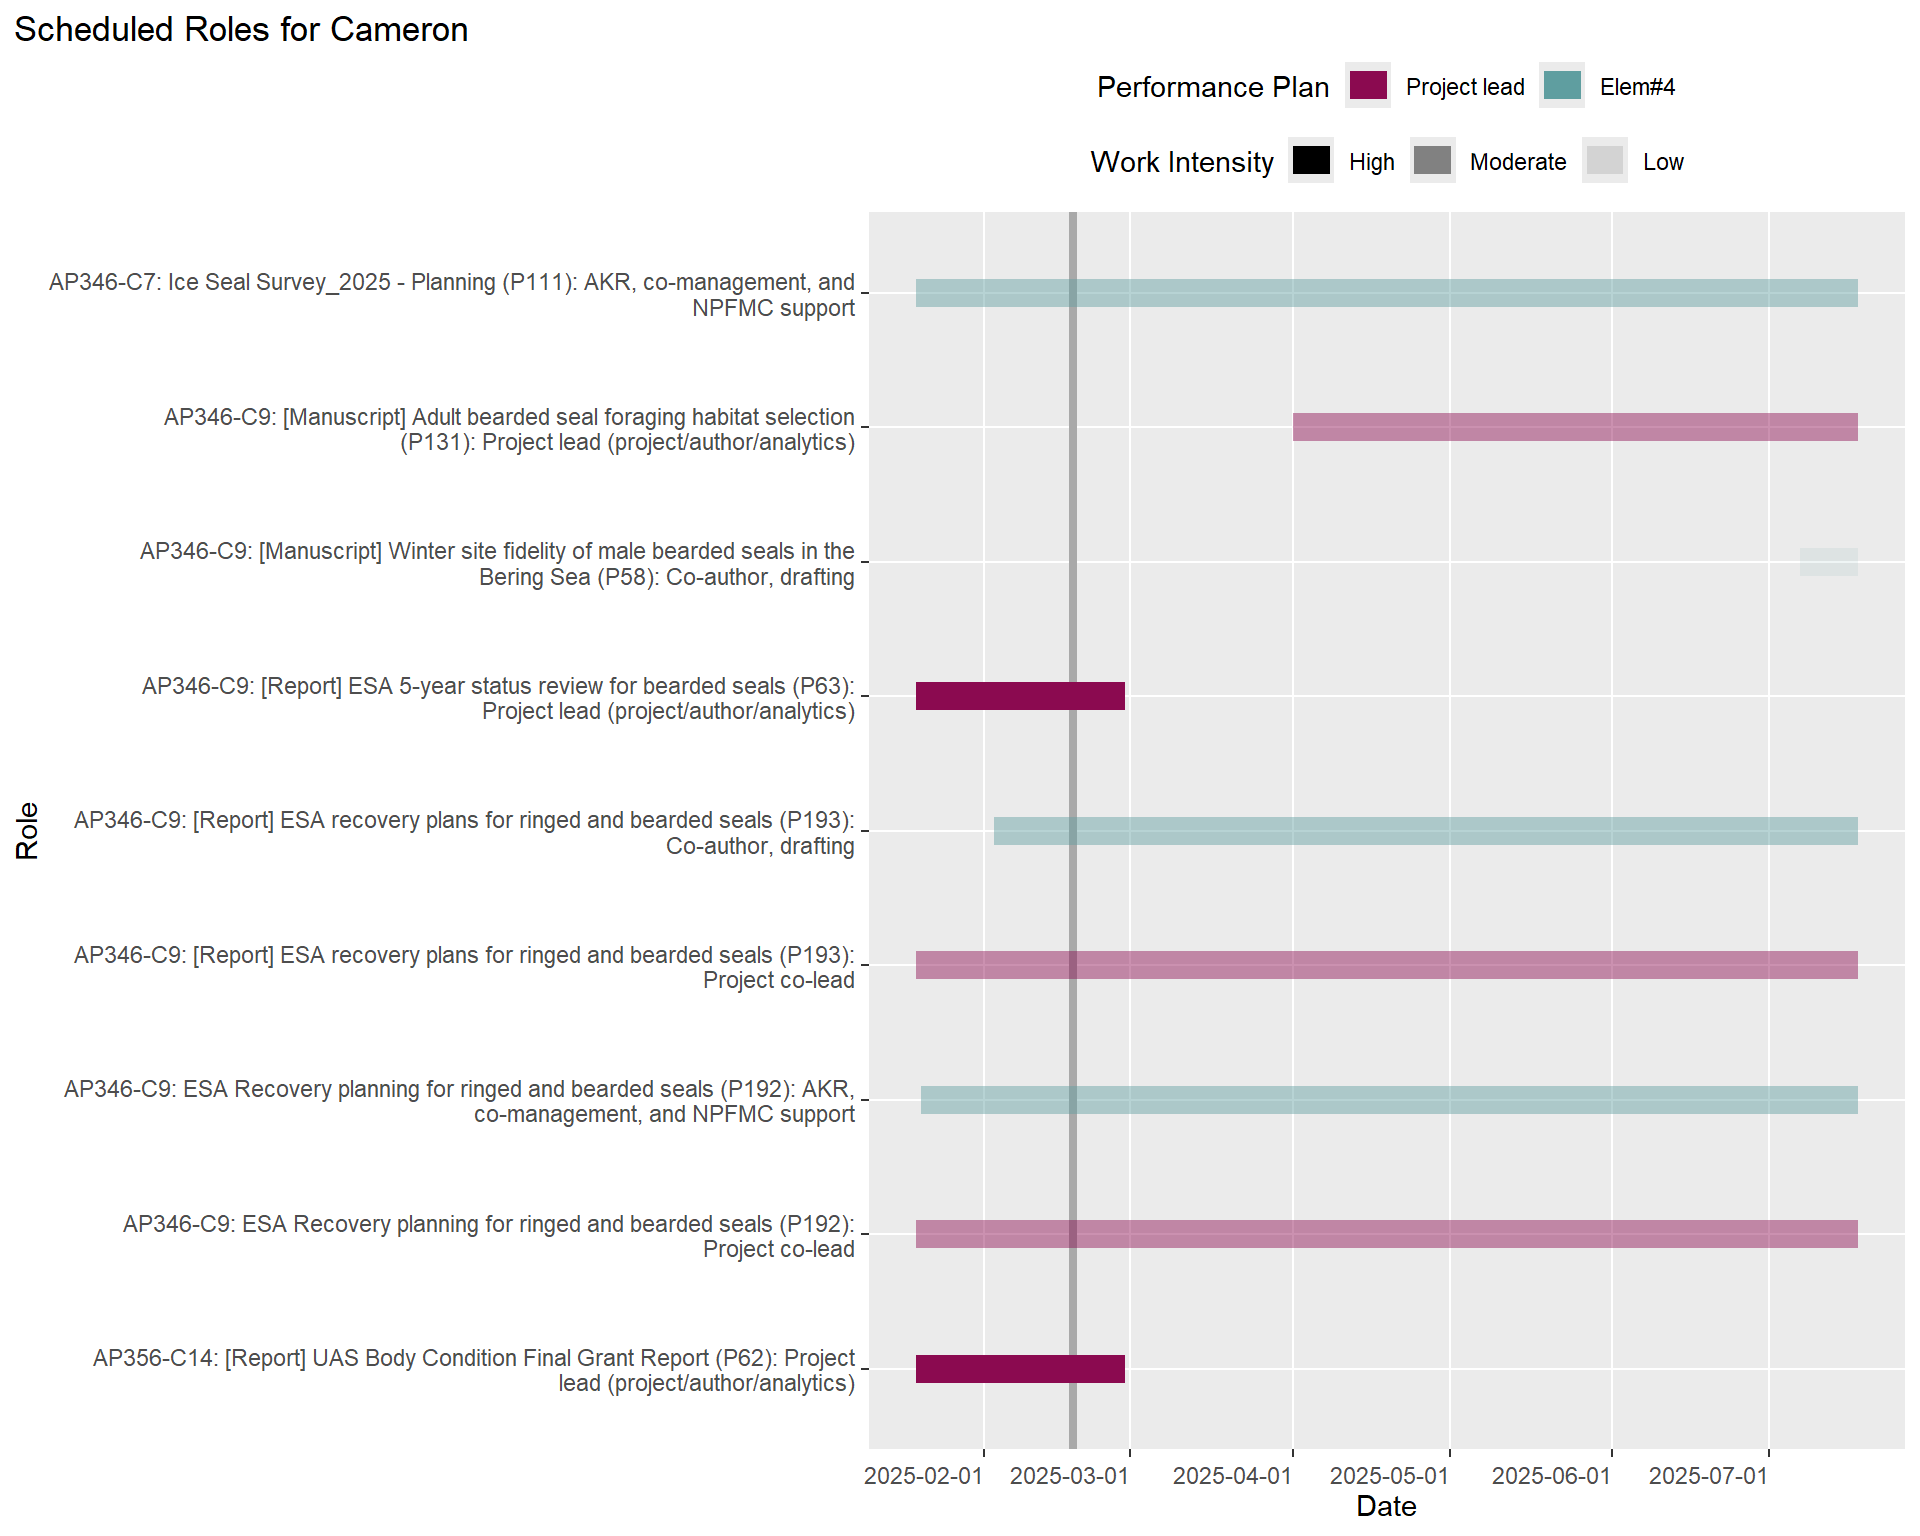 Scheduled Roles for Cameron
Performance Plan
Project lead
Elem#4
Work Intensity
High
Moderate
Low
AP346-C7: Ice Seal Survey_2025 - Planning (P111): AKR, co-management, and
NPFMC support
AP346-C9: [Manuscript] Adult bearded seal foraging habitat selection
(P131): Project lead (project/author/analytics)
AP346-C9: [Manuscript] Winter site fidelity of male bearded seals in the
Bering Sea (P58): Co-author, drafting
AP346-C9: [Report] ESA 5-year status review for bearded seals (P63):
Project lead (project/author/analytics)
AP346-C9: [Report] ESA recovery plans for ringed and bearded seals (P193):
Co-author, drafting
AP346-C9: [Report] ESA recovery plans for ringed and bearded seals (P193):
Project co-lead
AP346-C9: ESA Recovery planning for ringed and bearded seals (P192): AKR,
co-management, and NPFMC support
AP346-C9: ESA Recovery planning for ringed and bearded seals (P192):
Project co-lead
AP356-C14: [Report] UAS Body Condition Final Grant Report (P62): Project
lead (project/author/analytics)
Role
2025-02-01
2025-03-01
2025-04-01
2025-05-01
2025-06-01
2025-07-01
Date